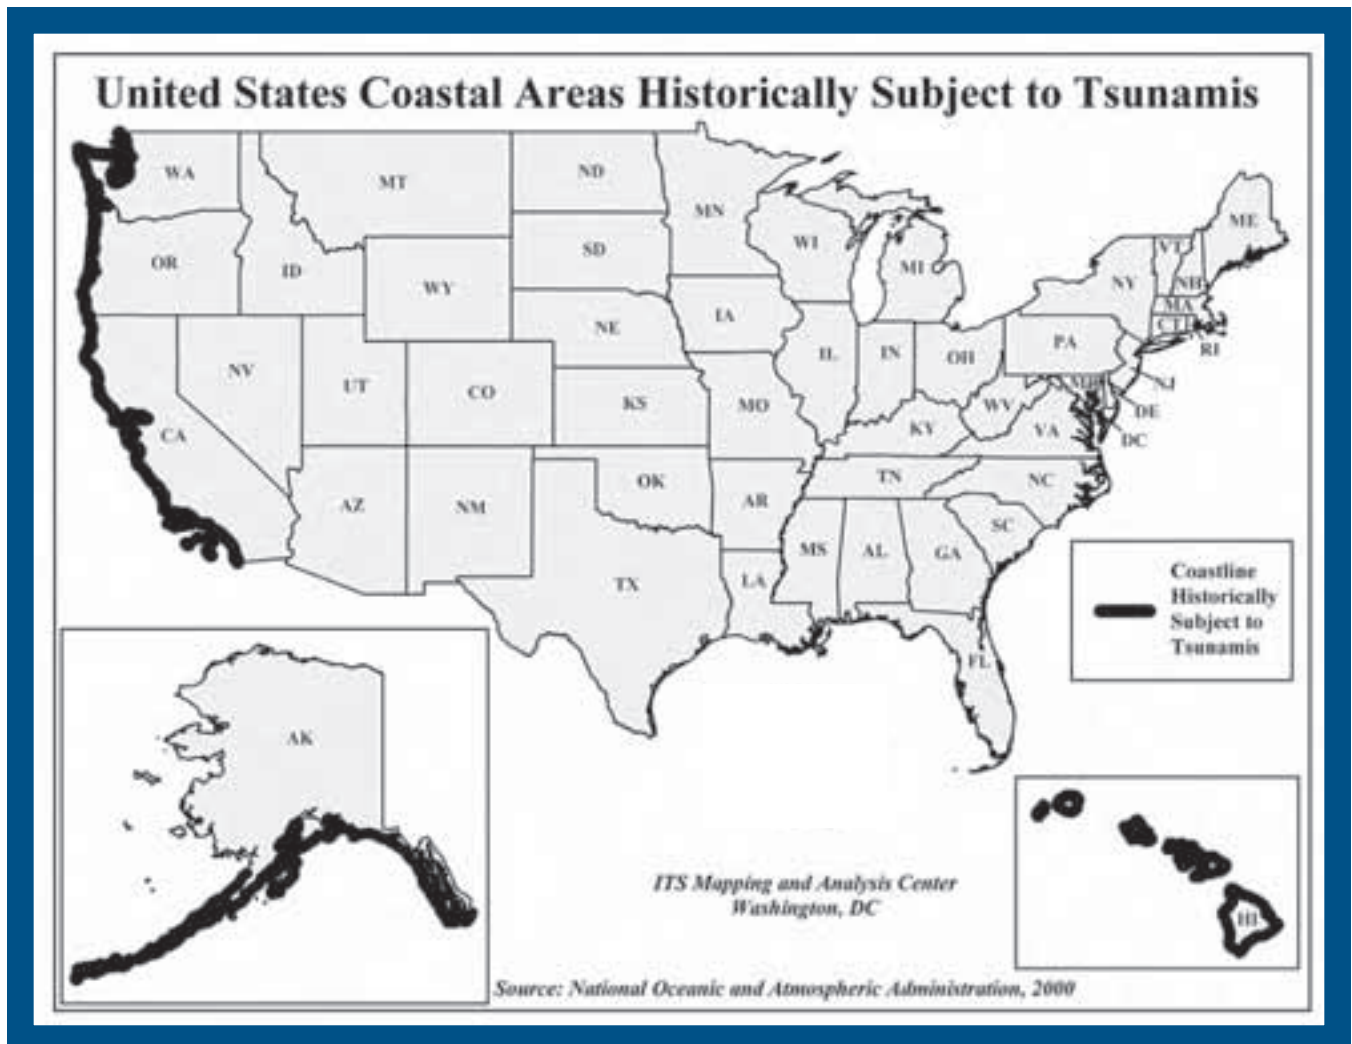 United States Coastal Areas Historically Subject to Tsunamis
WA
MT
ND
MN
ME
OR
ID
SD
WI
MI
VT
NH
NY
WY
MA
IA
CT
RI
NE
PA
NV
UT
CO
IL
IN
OH
NJ
MD
KS
MO
WV
DE
CA
KY
VA
DC
OK
TN
NC
AZ
NM
AR
SC
MS
AL
GA
TX
LA
FL
Coastline
Historically
Subject to
Tsunamis
AK
HI
ITS Mapping and Analysis Center
Washington, DC
Source: National Oceanic and Atmospheric Administration, 2000